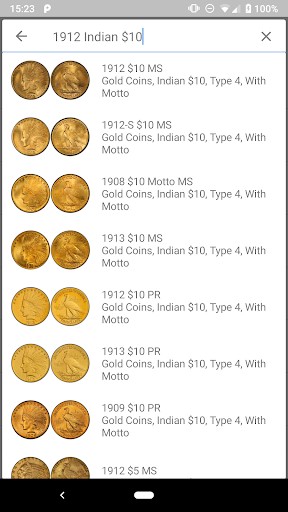 15:23
100%
1912 Indian $10
1912 $10 MS
Gold Coins, Indian $10, Type 4, With
Motto
1912-S $10 MS
Gold Coins, Indian $10, Type 4, With
Motto
1908 $10 Motto MS
Gold Coins, Indian $10, Type 4, With
Motto
1913 $10 MS
Gold Coins, Indian $10, Type 4, With
Motto
1912 $10 PR
Gold Coins, Indian $10, Type 4, With
Motto
1913 $10 PR
Gold Coins, Indian $10, Type 4, With
Motto
1909 $10 PR
Gold Coins, Indian $10, Type 4, With
Motto
1912 $5 MS